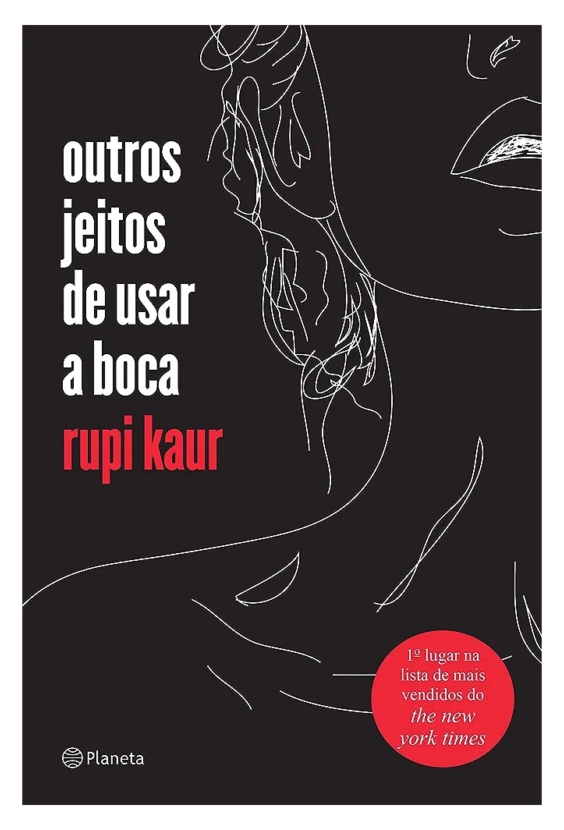 outros
jeitos
de usar
a boca
rupi kaur
1º lugar na
lista de mais
vendidos do
the new
york times
Planeta